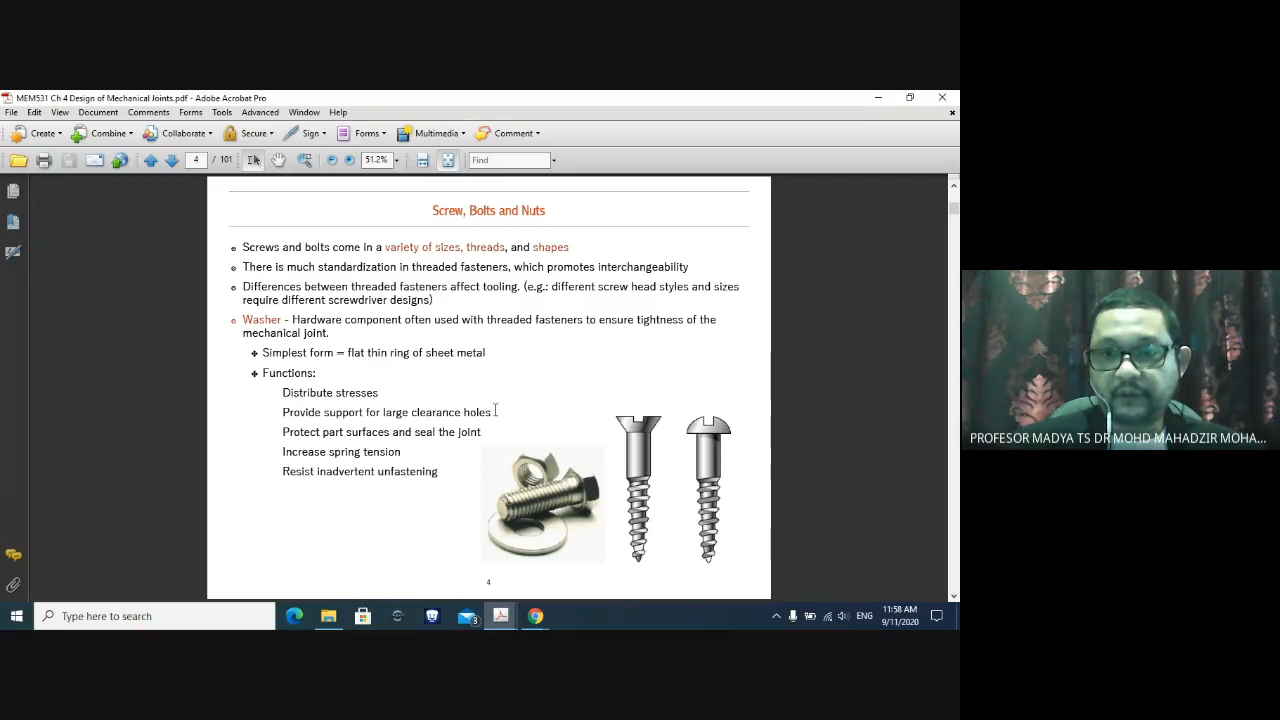 MEM531 Ch 4 Design of Mechanical Joints.pdf - Adobe Acrobat Pro
File Edit View Document Comments Forms Tools Advanced Window Help
Create Combine Collaborate Secure Sign Forms Multimedia Comment
4 / 101 51.2% Find
Screw, Bolts and Nuts
Screws and bolts come in a variety of sizes, threads, and shapes
There is much standardization in threaded fasteners, which promotes interchangeability
Differences between threaded fasteners affect tooling. (e.g.: different screw head styles and sizes
require different screwdriver designs)
Washer - Hardware component often used with threaded fasteners to ensure tightness of the
mechanical joint.
Simplest form = flat thin ring of sheet metal
Functions:
Distribute stresses
Provide support for large clearance holes
Protect part surfaces and seal the joint
Increase spring tension
Resist inadvertent unfastening
4
PROFESOR MADYA TS DR MOHD MAHADZIR MOHA...
Type here to search
3
ENG
11:58 AM
9/11/2020